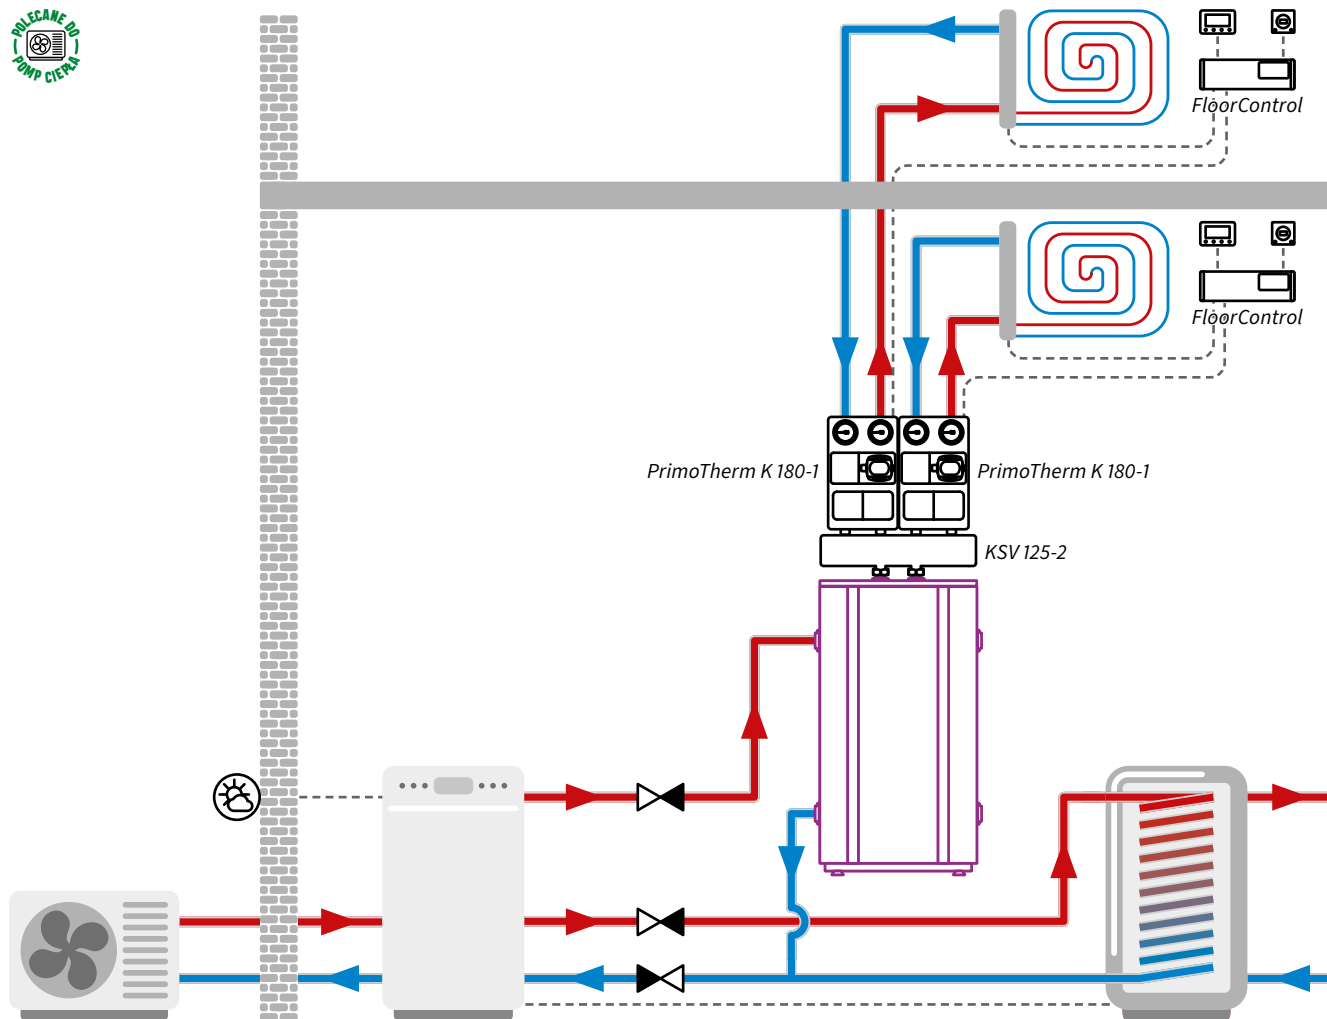 POLECANE DO
POMP CIEPŁA
FloorControl
FloorControl
PrimoTherm K 180-1
PrimoTherm K 180-1
KSV 125-2